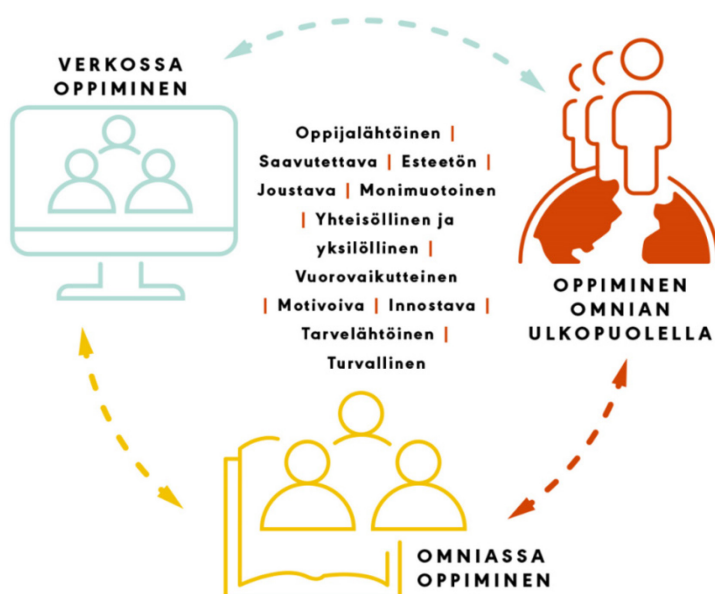 VERKOSSA
OPPIMINEN
Oppijalähtöinen |
Saavutettava | Esteetön |
Joustava | Monimuotoinen
| Yhteisöllinen ja
yksilöllinen |
Vuorovaikutteinen
| Motivoiva | Innostava |
Tarvelähtöinen |
Turvallinen
OPPIMINEN
OMNIAN
ULKOPUOLELLA
OMNIASSA
OPPIMINEN